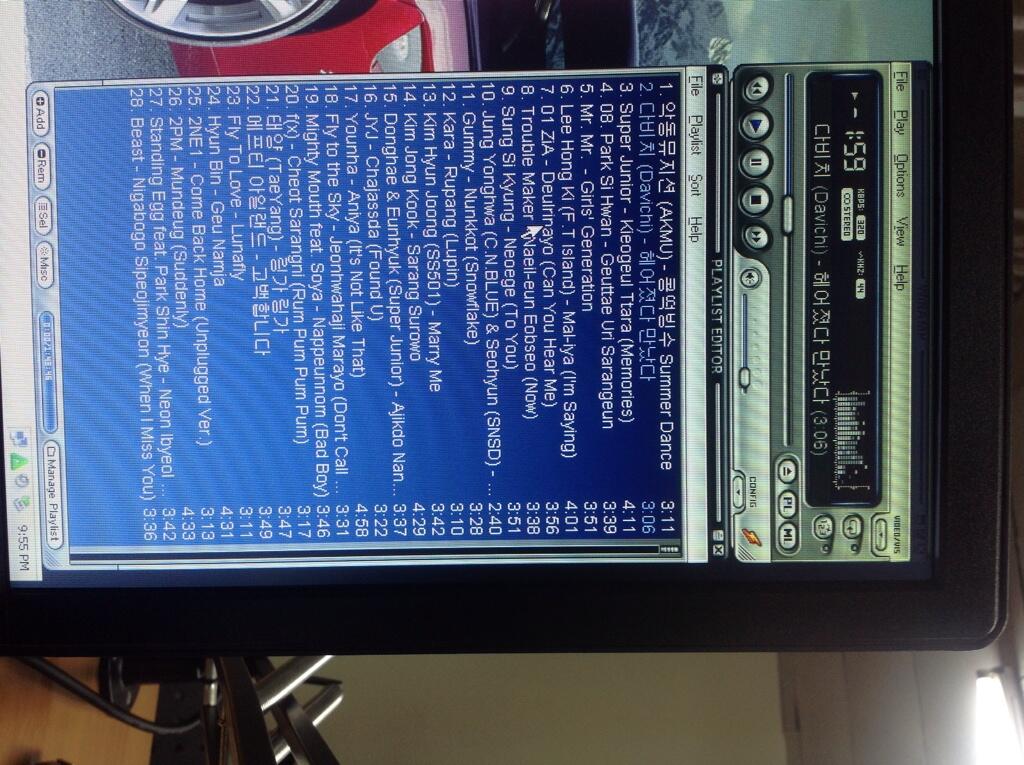 File Play Options View Help
1:59
KBPS: 320 KHZ: 44
STEREO
다비치 (Davichi) - 헤어졌다 만났다 (3:06)
VIDEO/VIS
PL ML
CONFIG
PLAYLIST EDITOR
File Playlist Sort Help
1. 악동뮤지션 (AKMU) - 콩떡빙수 Summer Dance 3:11
2. 다비치 (Davichi) - 헤어졌다 만났다 3:06
3. Super Junior - Kieogeul Ttara (Memories) 4:11
4. 08. Park Si Hwan - Geuttae Uri Sarangeun 3:39
5. Mr. Mr. - Girls' Generation 3:51
6. Lee Hong Ki (F.T Island) - Mal-iya (I'm Saying) 4:01
7. 01 ZIA - Deulrinayo (Can You Hear Me) 3:56
8. Trouble Maker - Naeil-eun Eobseo (Now) 3:38
9. Sung Si Kyung - Neoege (To You) 3:51
10. Jung Yonghwa (C.N.BLUE) & Seohyun (SNSD) - ... 2:40
11. Gummy - Nunkkot (Snowflake) 3:28
12. Kara - Rupang (Lupin) 3:10
13. Kim Hyun Joong (SS501) - Marry Me 3:42
14. Kim Jong Kook - Sarang Sureowo 4:29
15. Donghae & Eunhyuk (Super Junior) - Ajikdo Nan... 3:37
16. JYJ - Chajassda (Found U) 3:22
17. Younha - Aniya (It's Not Like That) 4:58
18. Fly to the Sky - Jeonhwahaji Marayo (Don't Call ... 3:31
19. Mighty Mouth feat. Soya - Nappeunnom (Bad Boy) 3:46
20. f(x) - Cheot Sarangni (Rum Pum Pum Pum) 3:17
21. 태양 (TaeYang) - 링가 링가 3:47
22. 에프티 아일랜드 - 고백합니다 3:49
23. Fly To Love - Lunafly 3:11
24. Hyun Bin - Geu Namja 4:31
25. 2NE1 - Come Back Home (Unplugged Ver.) 3:13
26. 2PM - Mundeug (Suddenly) 4:33
27. Standing Egg feat. Park Shin Hye - Neon Ibyeol ... 3:42
28. Beast - Nigabogo Sipeojimyeon (When I Miss You) 3:36
Add Rem Sel Misc Manage Playlist
9:55 PM